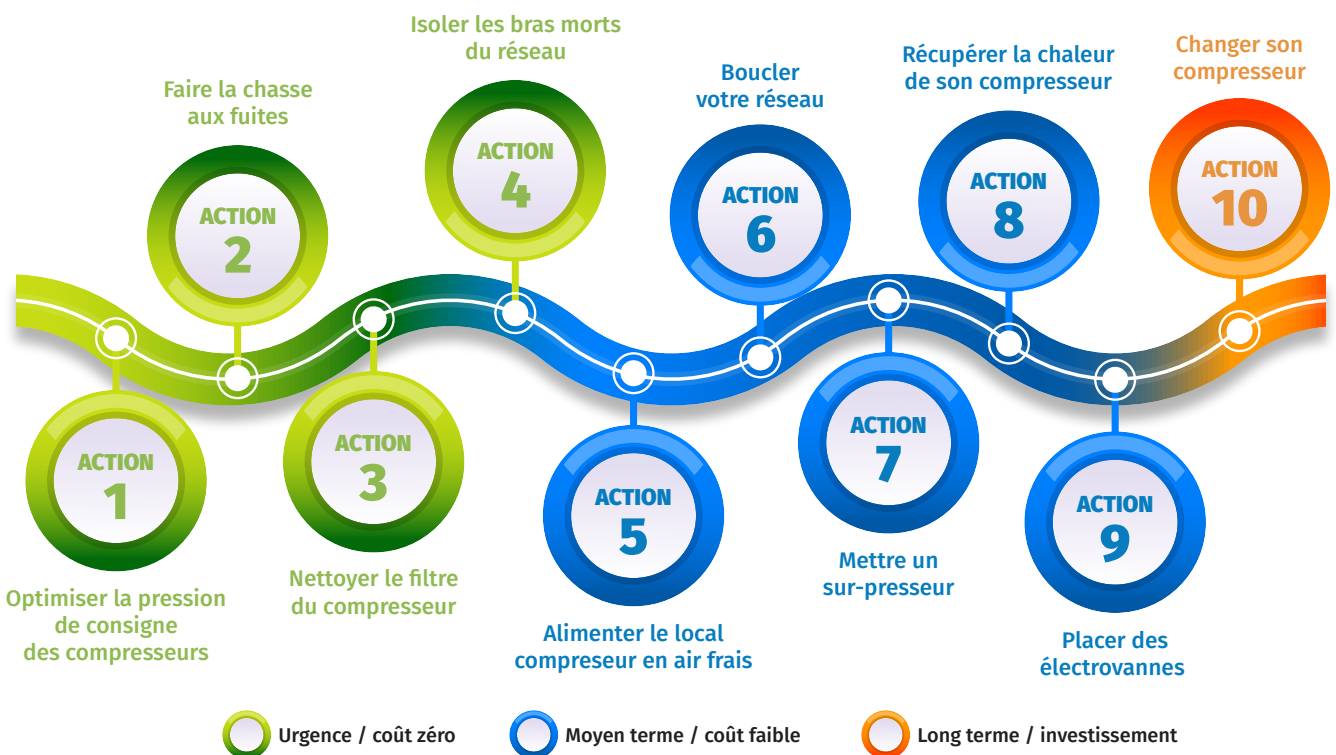 Optimiser la pression
de consigne
des compresseurs
ACTION
1
Faire la chasse
aux fuites
ACTION
2
ACTION
3
Nettoyer le filtre
du compresseur
Isoler les bras morts
du réseau
ACTION
4
ACTION
5
Alimenter le local
compreseur en air frais
Boucler
votre réseau
ACTION
6
ACTION
7
Mettre un
sur-presseur
Récupérer la chaleur
de son compresseur
ACTION
8
ACTION
9
Placer des
électrovannes
Changer son
compresseur
ACTION
10
Urgence / coût zéro
Moyen terme / coût faible
Long terme / investissement